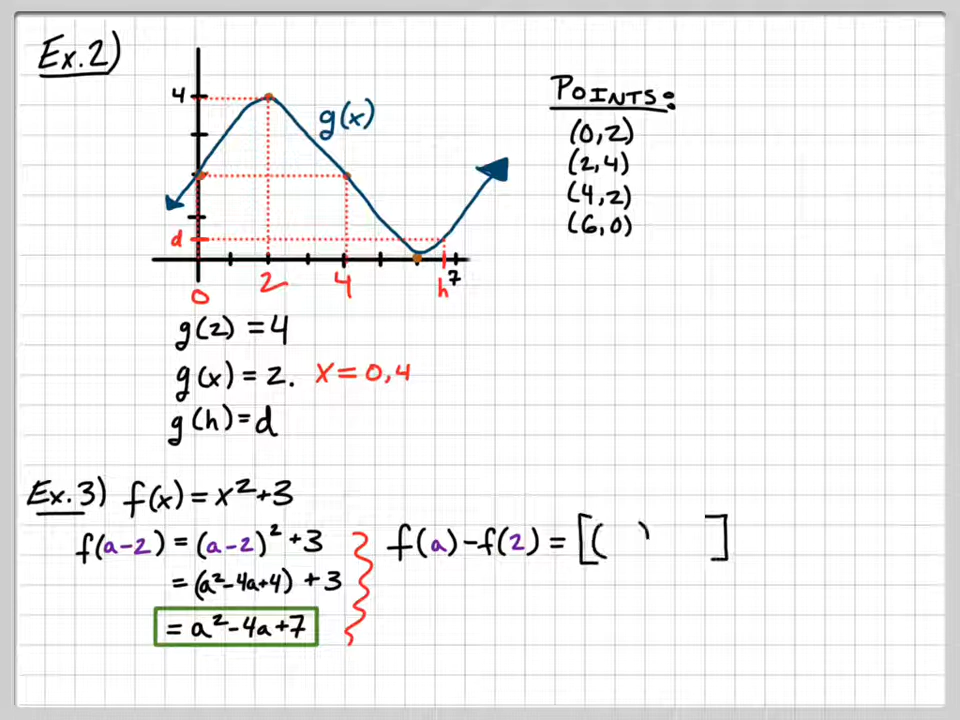 Ex.2)
4
g(x)
d
0
2
4
h
7
POINTS:
(0,2)
(2,4)
(4,2)
(6,0)
g(2) = 4
g(x) = 2. x = 0,4
g(h) = d
Ex.3) f(x) = x²+3
f(a-2) = (a-2)² +3
= (a²-4a+4) +3
= a²-4a+7
f(a)-f(2) = [( ) ]